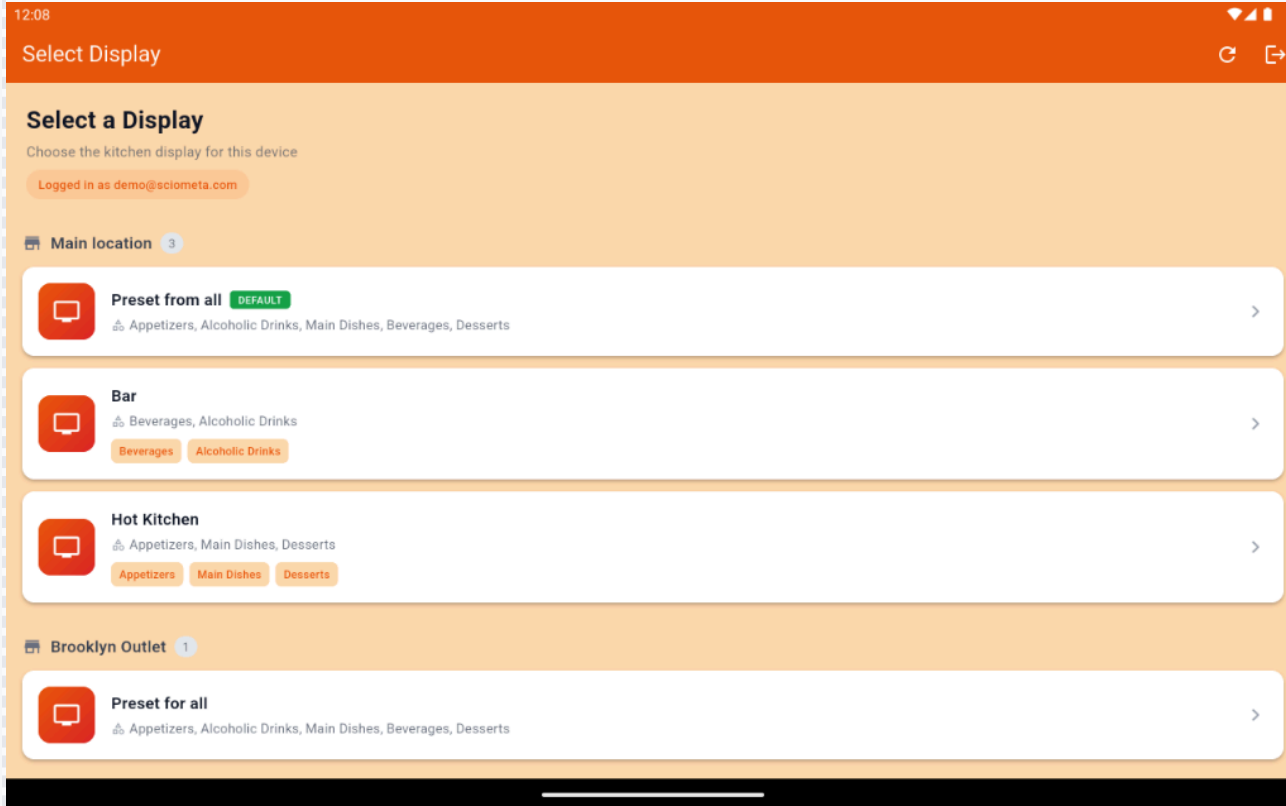 12:08
Select Display
Select a Display
Choose the kitchen display for this device
Logged in as demo@sciometa.com
Main location 3
Preset from all DEFAULT
Appetizers, Alcoholic Drinks, Main Dishes, Beverages, Desserts
Bar
Beverages, Alcoholic Drinks
Beverages Alcoholic Drinks
Hot Kitchen
Appetizers, Main Dishes, Desserts
Appetizers Main Dishes Desserts
Brooklyn Outlet 1
Preset for all
Appetizers, Alcoholic Drinks, Main Dishes, Beverages, Desserts